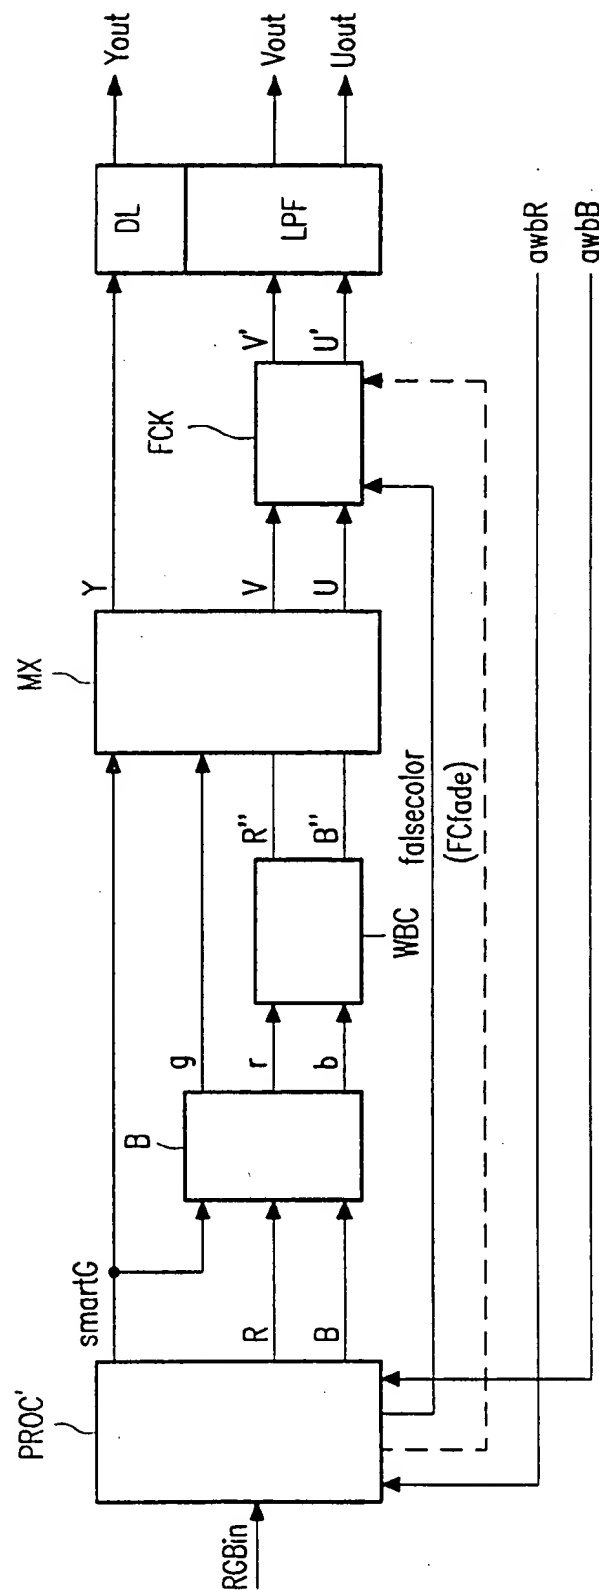 RGBin
PROC'
smartG
R
B
B
g
r
b
WBC
R"
B"
falsecolor
(FCfade)
MX
Y
V
U
FCK
V'
U'
DL
LPF
Yout
Vout
Uout
awbR
awbB